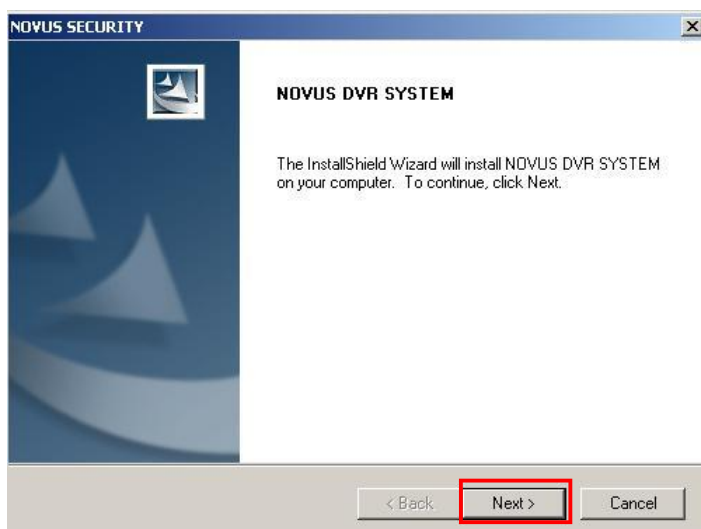 NOVUS SECURITY
NOVUS DVR SYSTEM
The InstallShield Wizard will install NOVUS DVR SYSTEM
on your computer. To continue, click Next.
< Back Next > Cancel